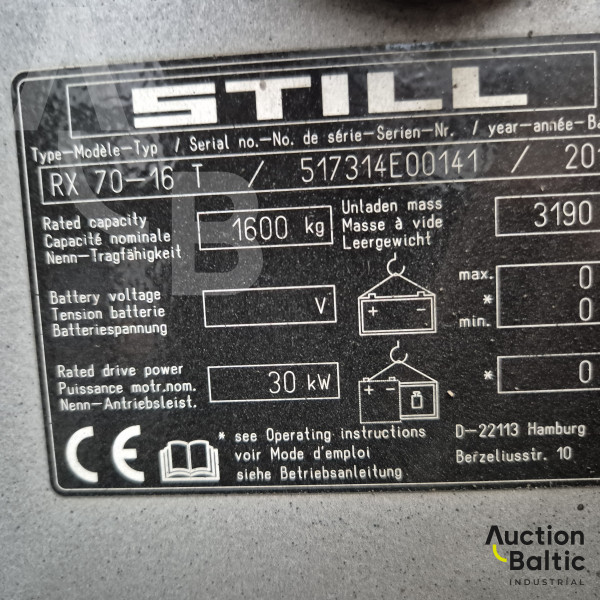 STILL
Type-Modèle-Typ / Serial no.-No. de série-Serien-Nr. / year-année-Ba
RX 70-16 T / 517314E00141 / 201
Rated capacity
Capacité nominale
Nenn-Tragfähigkeit
1600 kg
Unladen mass
Masse à vide
Leergewicht
3190
Battery voltage
Tension batterie
Batteriespannung
V
max. 0
*
min. 0
Rated drive power
Puissance motr.nom.
Nenn-Antriebsleist.
30 kW
* 0
CE
* see Operating instructions
voir Mode d'emploi
siehe Betriebsanleitung
D-22113 Hamburg
Berzeliusstr. 10
AB
Auction
Baltic
INDUSTRIAL